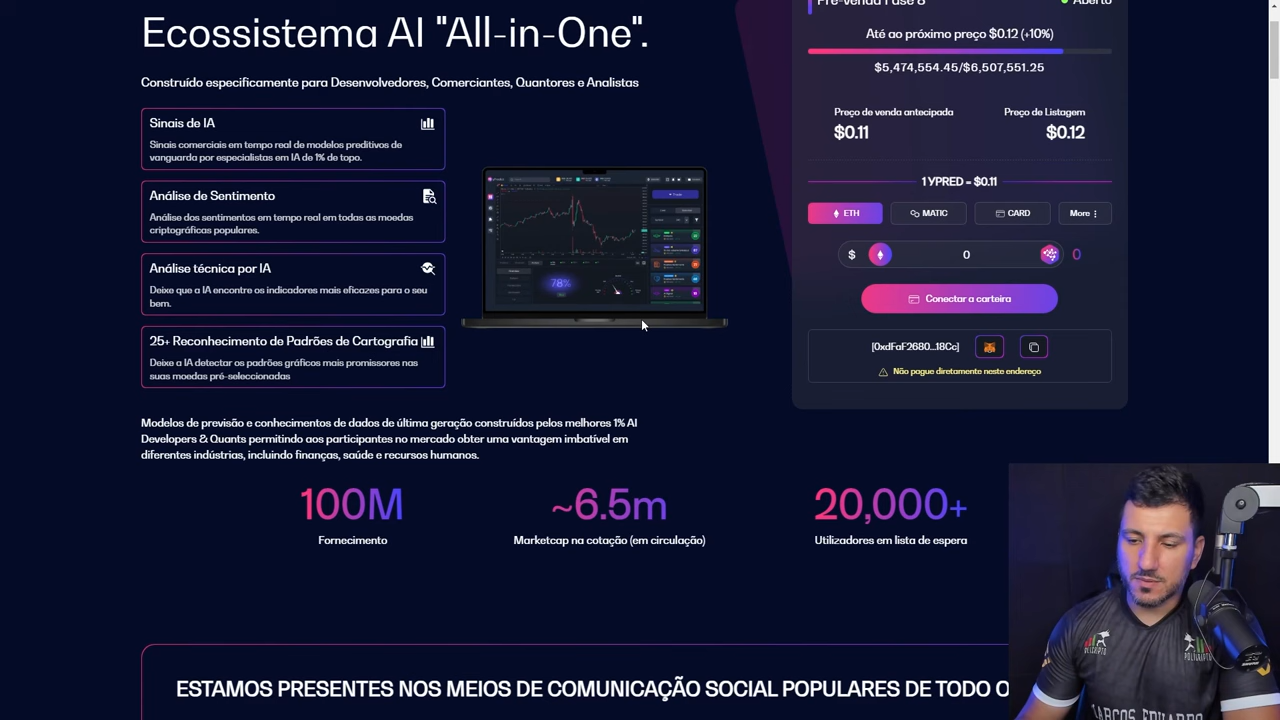 Ecossistema AI "All-in-One".
Construído especificamente para Desenvolvedores, Comerciantes, Quantores e Analistas
Sinais de IA
Sinais comerciais em tempo real de modelos preditivos de
vanguarda por especialistas em IA de 1% de topo.
Análise de Sentimento
Análise dos sentimentos em tempo real em todas as moedas
criptográficas populares.
Análise técnica por IA
Deixe que a IA encontre os indicadores mais eficazes para o seu
bem.
25+ Reconhecimento de Padrões de Cartografia
Deixe a IA detectar os padrões gráficos mais promissores nas
suas moedas pré-seleccionadas
78%
Modelos de previsão e conhecimentos de dados de última geração construídos pelos melhores 1% AI
Developers & Quants permitindo aos participantes no mercado obter uma vantagem imbatível em
diferentes indústrias, incluindo finanças, saúde e recursos humanos.
Pré-venda Fase 8
Aberto
Até ao próximo preço $0.12 (+10%)
$5,474,554.45/$6,507,551.25
Preço de venda antecipada
Preço de Listagem
$0.11
$0.12
1 YPRED = $0.11
ETH
MATIC
CARD
More
$
0
0
Conectar a carteira
[0xdFaF2680...18Cc]
Não pague diretamente neste endereço
100M
Fornecimento
~6.5m
Marketcap na cotação (em circulação)
20,000+
Utilizadores em lista de espera
ESTAMOS PRESENTES NOS MEIOS DE COMUNICAÇÃO SOCIAL POPULARES DE TODO O
MARCOS EDUARDO